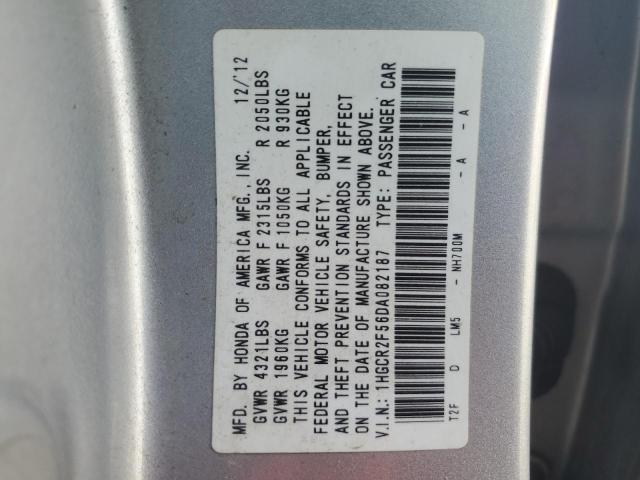 MFD. BY HONDA OF AMERICA MFG., INC. 12/'12
GVWR 4321LBS GAWR F 2315LBS R 2050LBS
GVWR 1960KG GAWR F 1050KG R 930KG
THIS VEHICLE CONFORMS TO ALL APPLICABLE
FEDERAL MOTOR VEHICLE SAFETY, BUMPER,
AND THEFT PREVENTION STANDARDS IN EFFECT
ON THE DATE OF MANUFACTURE SHOWN ABOVE.
V.I.N.: 1HGCR2F56DA082187 TYPE: PASSENGER CAR
T2F D LM5 - NH700M - A - A